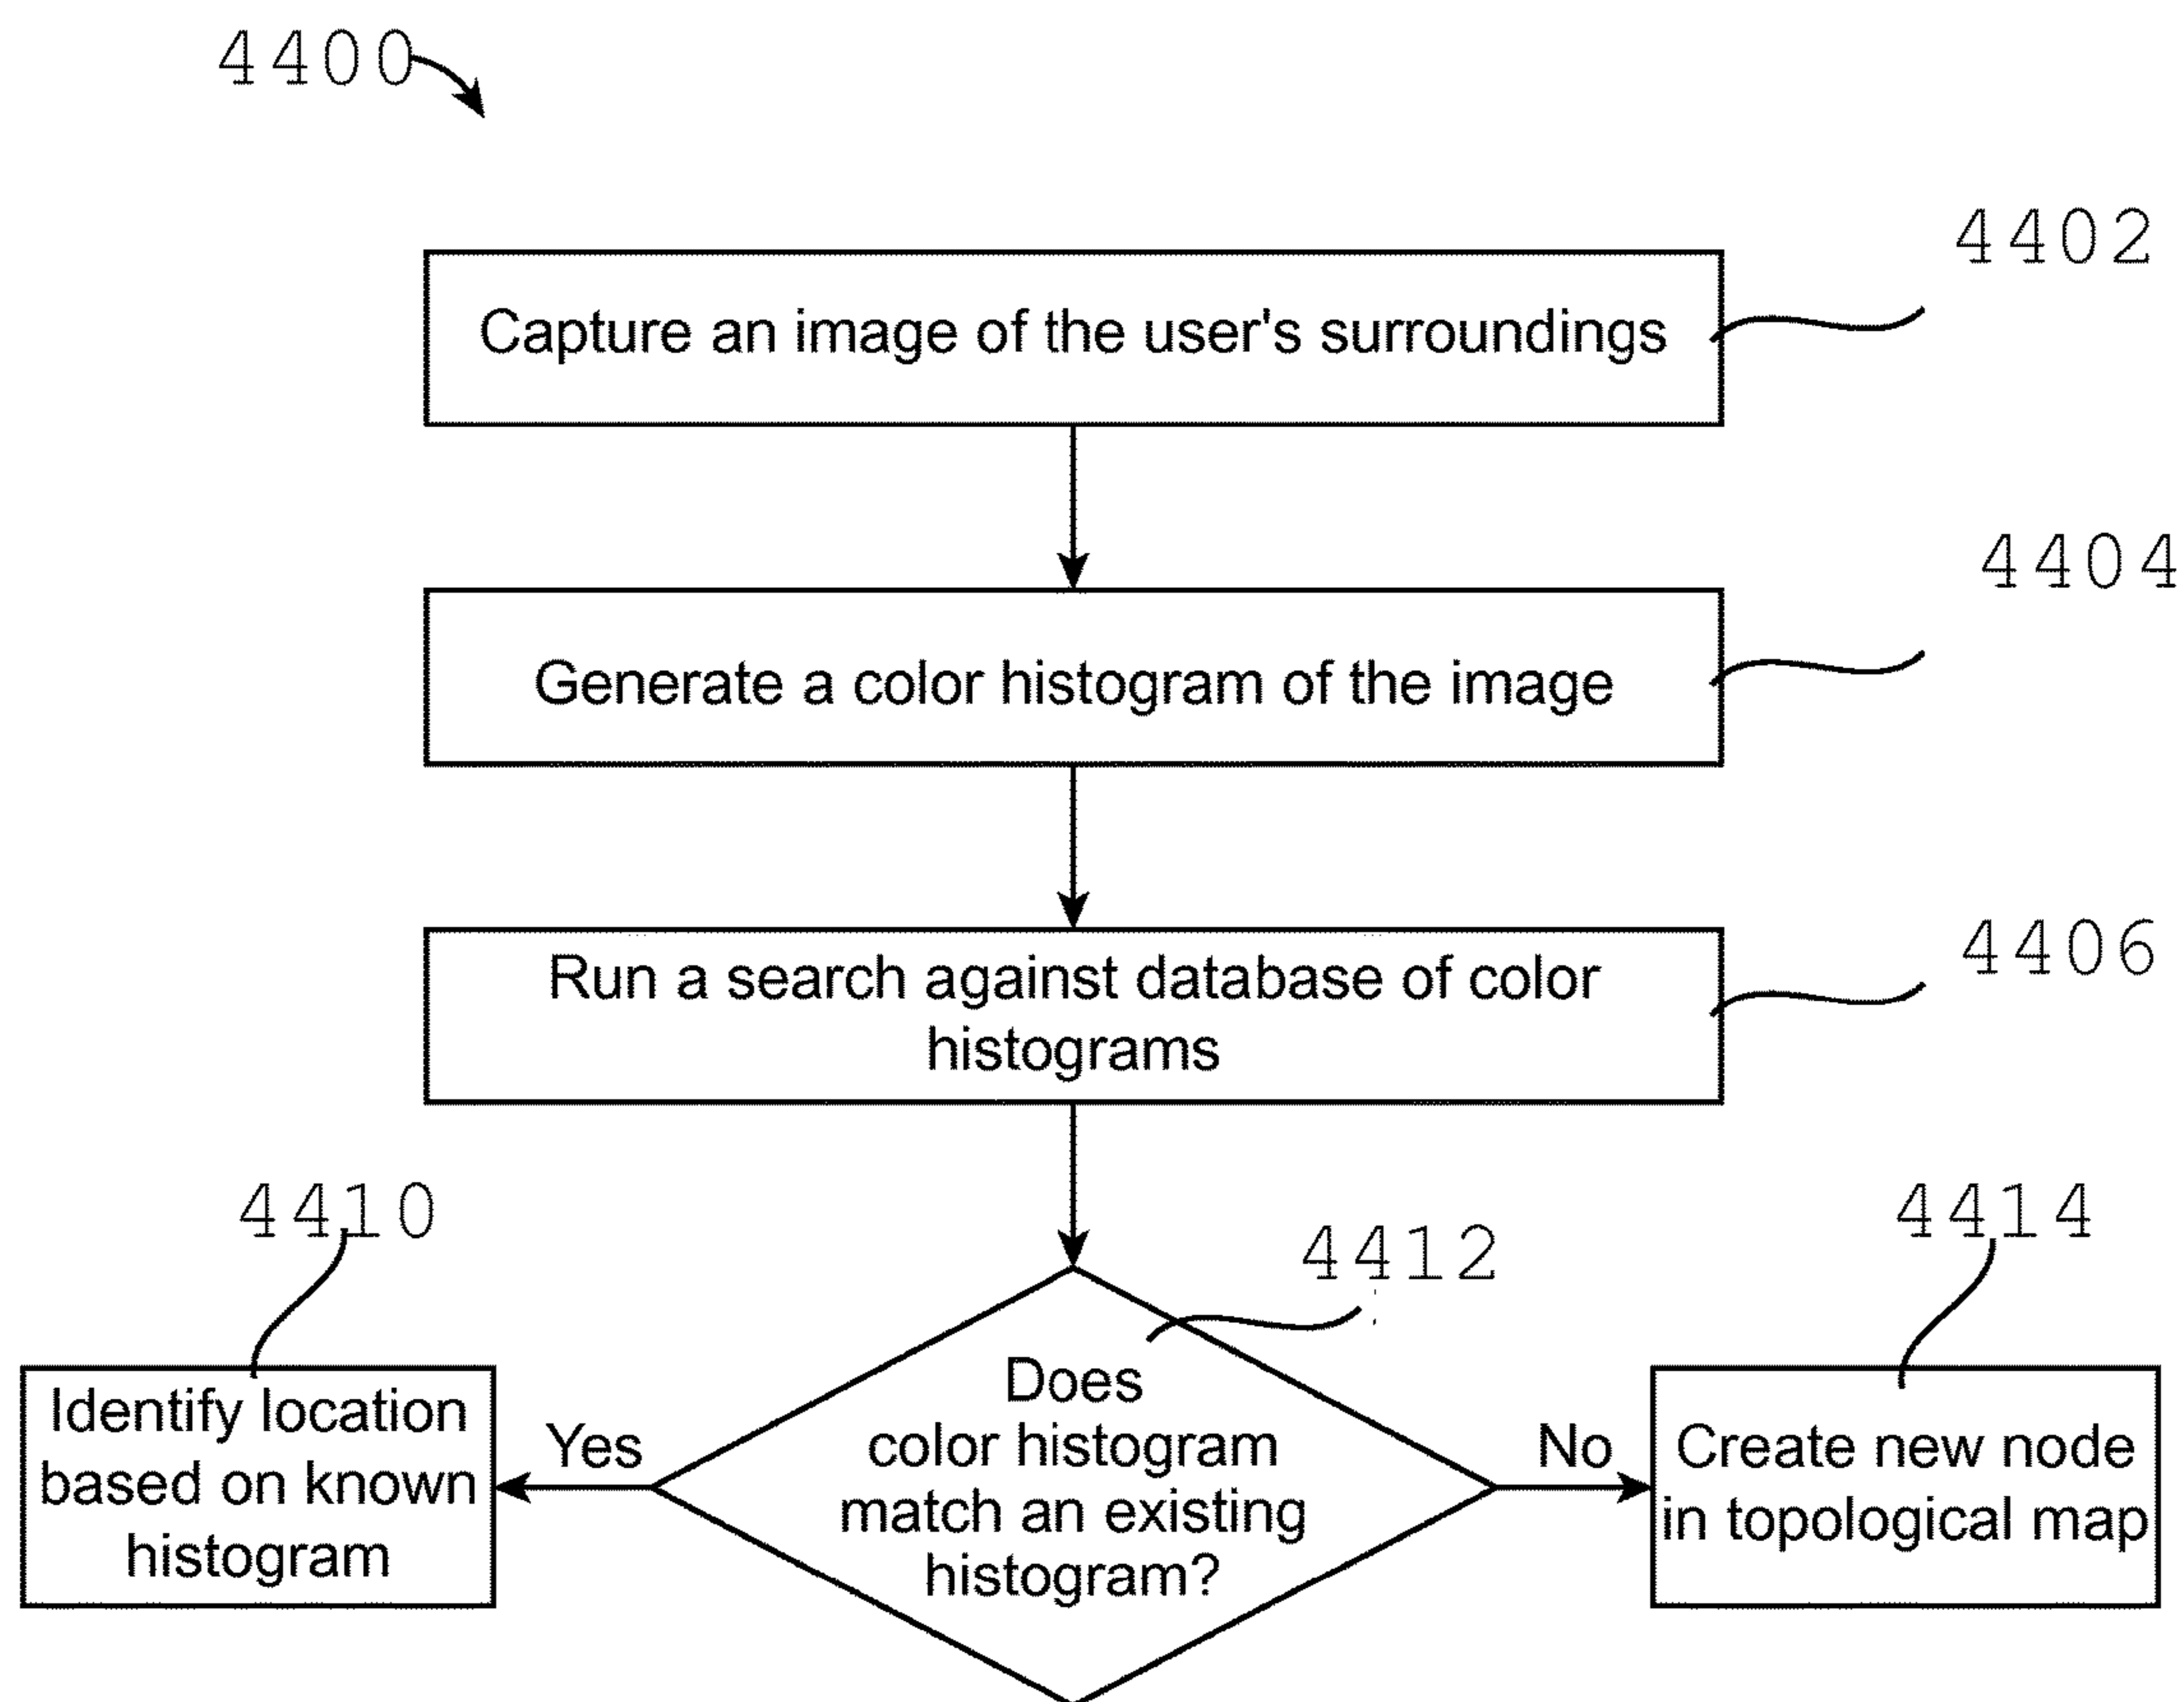 4400
4402
Capture an image of the user's surroundings
4404
Generate a color histogram of the image
4406
Run a search against database of color
histograms
4410
4412
4414
Identify location
based on known
histogram
Yes
Does
color histogram
match an existing
histogram?
No
Create new node
in topological map